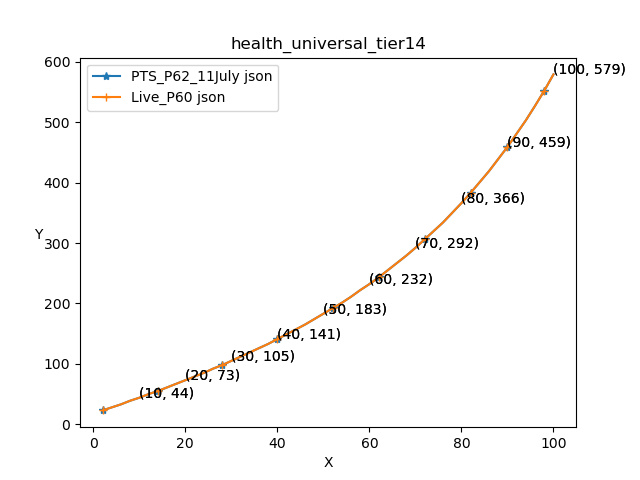 health_universal_tier14
PTS_P62_11July json
Live_P60 json
(100, 579)
(90, 459)
(80, 366)
(70, 292)
(60, 232)
(50, 183)
(40, 141)
(30, 105)
(20, 73)
(10, 44)
600
500
400
300
200
100
0
Y
0 20 40 60 80 100
X